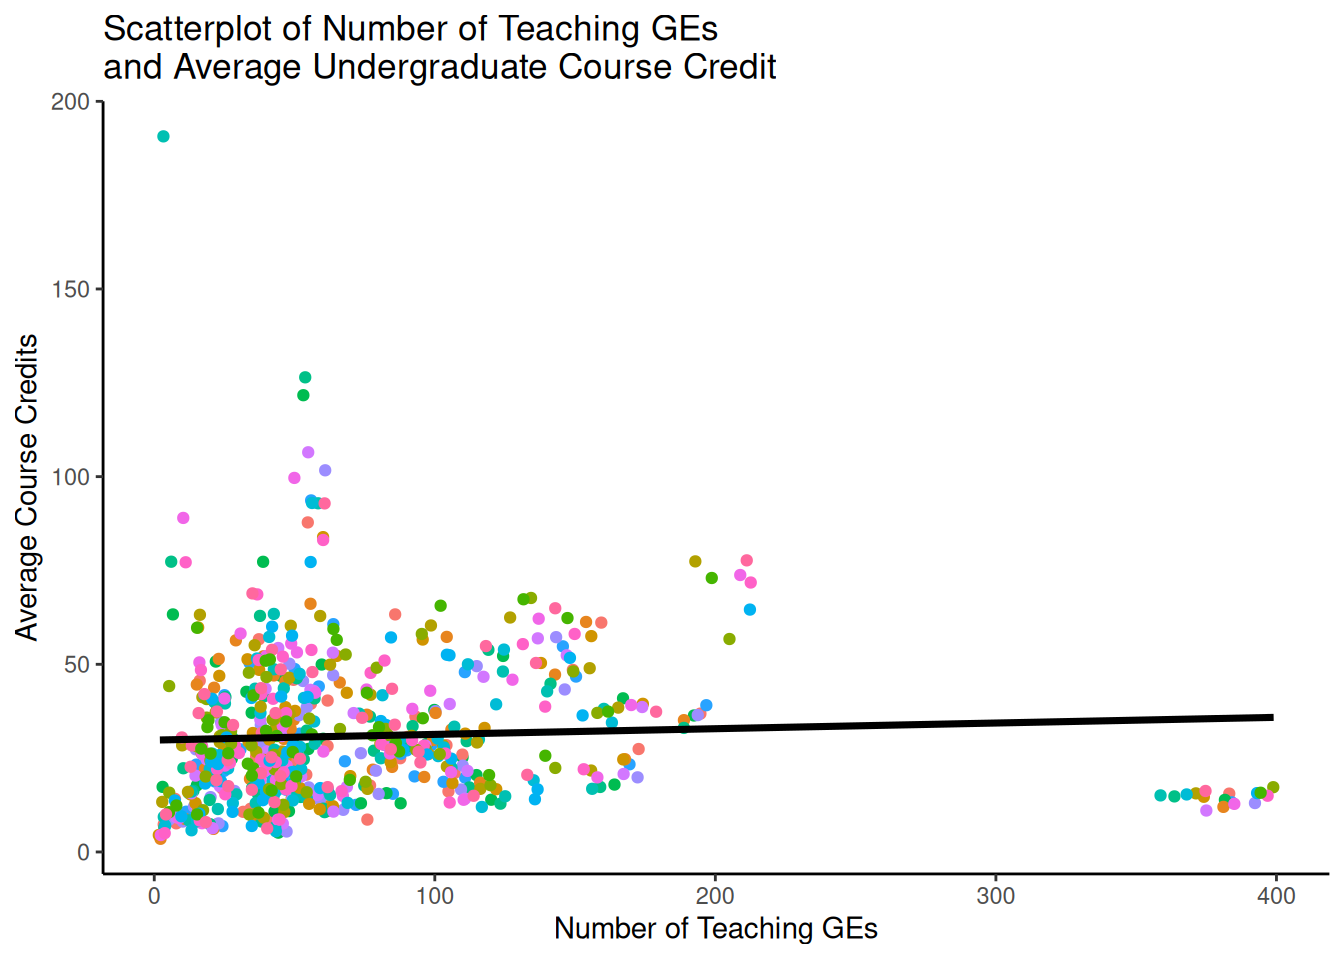 Scatterplot of Number of Teaching GEs
and Average Undergraduate Course Credit
200
150
100
50
0
Average Course Credits
0 100 200 300 400
Number of Teaching GEs